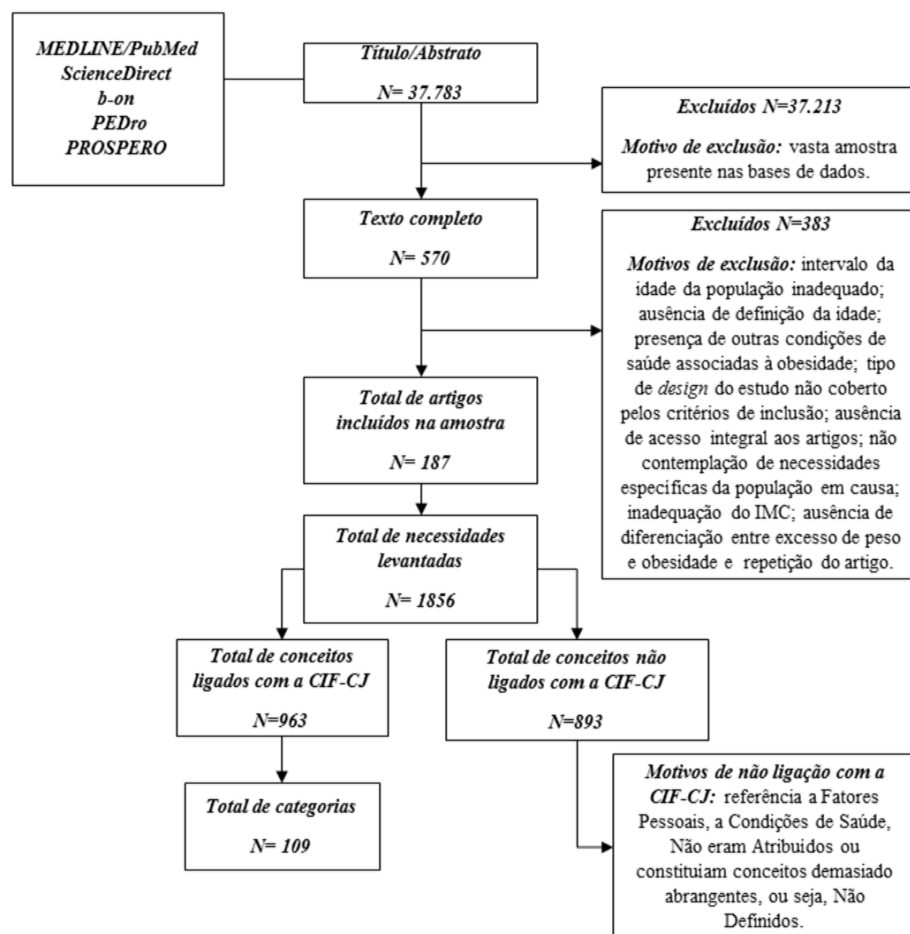 MEDLINE/PubMed
ScienceDirect
b-on
PEDro
PROSPERO
Título/Abstrato
N= 37.783
Excluídos N=37.213
Motivo de exclusão: vasta amostra
presente nas bases de dados.
Texto completo
N= 570
Excluídos N=383
Motivos de exclusão: intervalo da
idade da população inadequado;
ausência de definição da idade;
presença de outras condições de
saúde associadas à obesidade; tipo
de design do estudo não coberto
pelos critérios de inclusão; ausência
de acesso integral aos artigos; não
contemplação de necessidades
específicas da população em causa;
inadequação do IMC; ausência de
diferenciação entre excesso de peso
e obesidade e repetição do artigo.
Total de artigos
incluídos na amostra
N= 187
Total de necessidades
levantadas
N= 1856
Total de conceitos
ligados com a CIF-CJ
N=963
Total de conceitos não
ligados com a CIF-CJ
N=893
Total de categorias
N= 109
Motivos de não ligação com a
CIF-CJ: referência a Fatores
Pessoais, a Condições de Saúde,
Não eram Atribuídos ou
constituíam conceitos demasiado
abrangentes, ou seja, Não
Definidos.